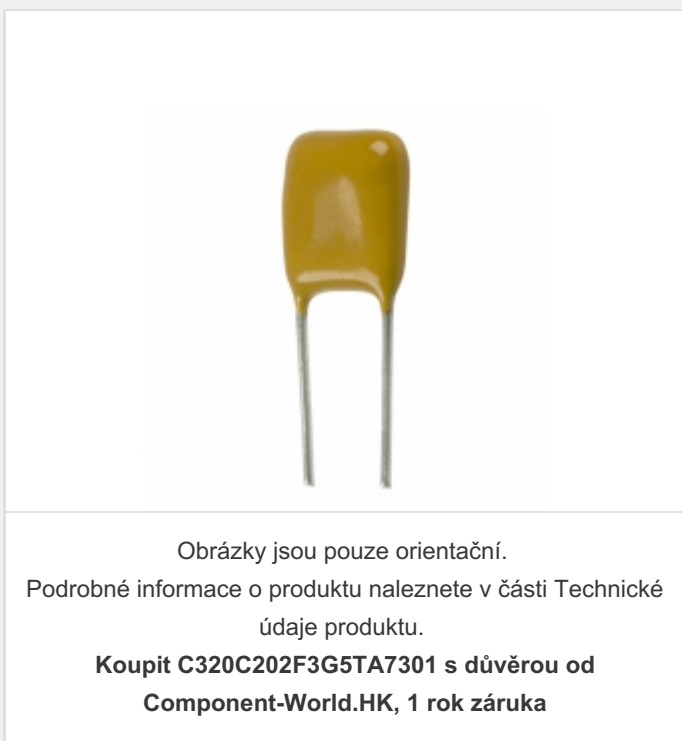 Obrázky jsou pouze orientační.
Podrobné informace o produktu naleznete v části Technické
údaje produktu.
Koupit C320C202F3G5TA7301 s důvěrou od
Component-World.HK, 1 rok záruka